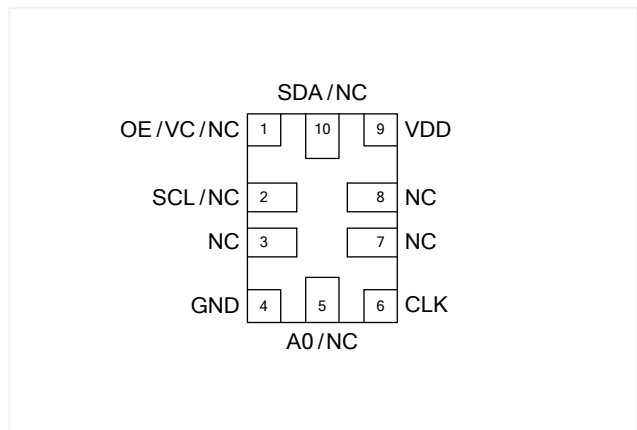 SDA/NC
OE/VC/NC 1 10 9 VDD
SCL/NC 2 8 NC
NC 3 7 NC
GND 4 5 6 CLK
A0/NC